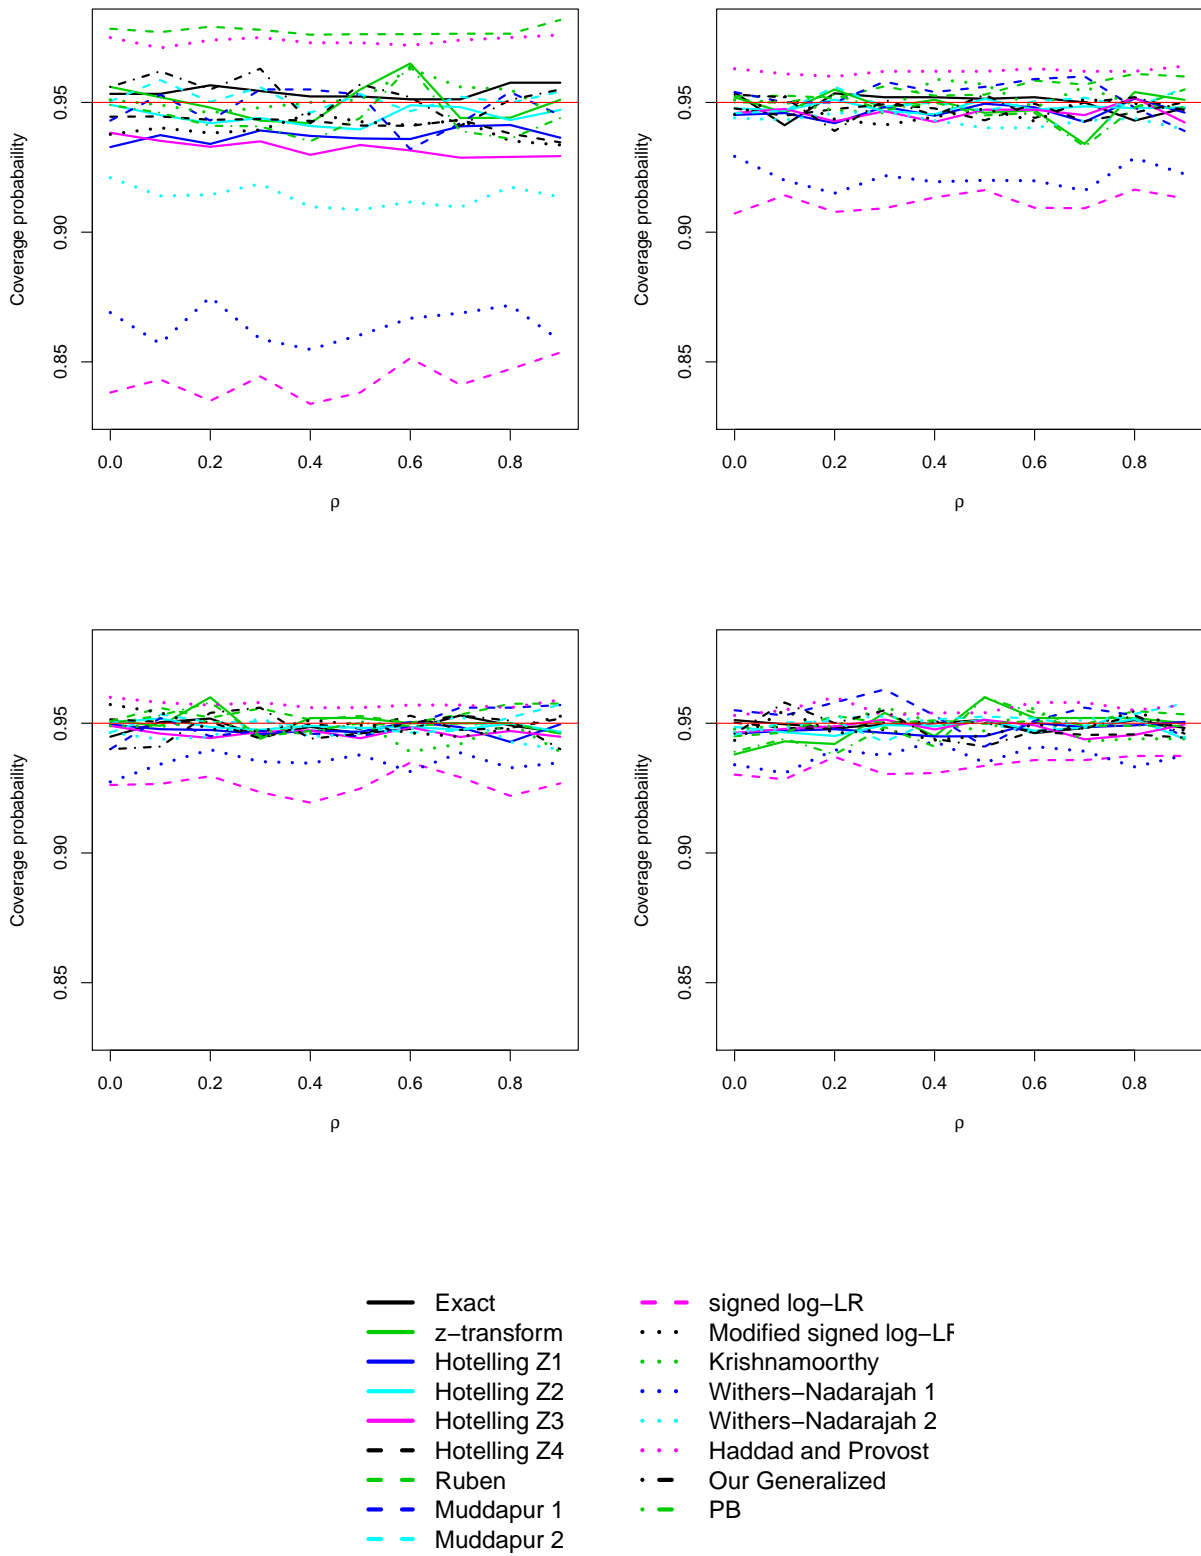 Coverage probabaility
0.85 0.90 0.95
0.0 0.2 0.4 0.6 0.8
ρ
Coverage probabaility
0.85 0.90 0.95
0.0 0.2 0.4 0.6 0.8
ρ
Coverage probabaility
0.85 0.90 0.95
0.0 0.2 0.4 0.6 0.8
ρ
Coverage probabaility
0.85 0.90 0.95
0.0 0.2 0.4 0.6 0.8
ρ
Exact
z−transform
Hotelling Z1
Hotelling Z2
Hotelling Z3
Hotelling Z4
Ruben
Muddapur 1
Muddapur 2
signed log−LR
Modified signed log−LR
Krishnamoorthy
Withers−Nadarajah 1
Withers−Nadarajah 2
Haddad and Provost
Our Generalized
PB